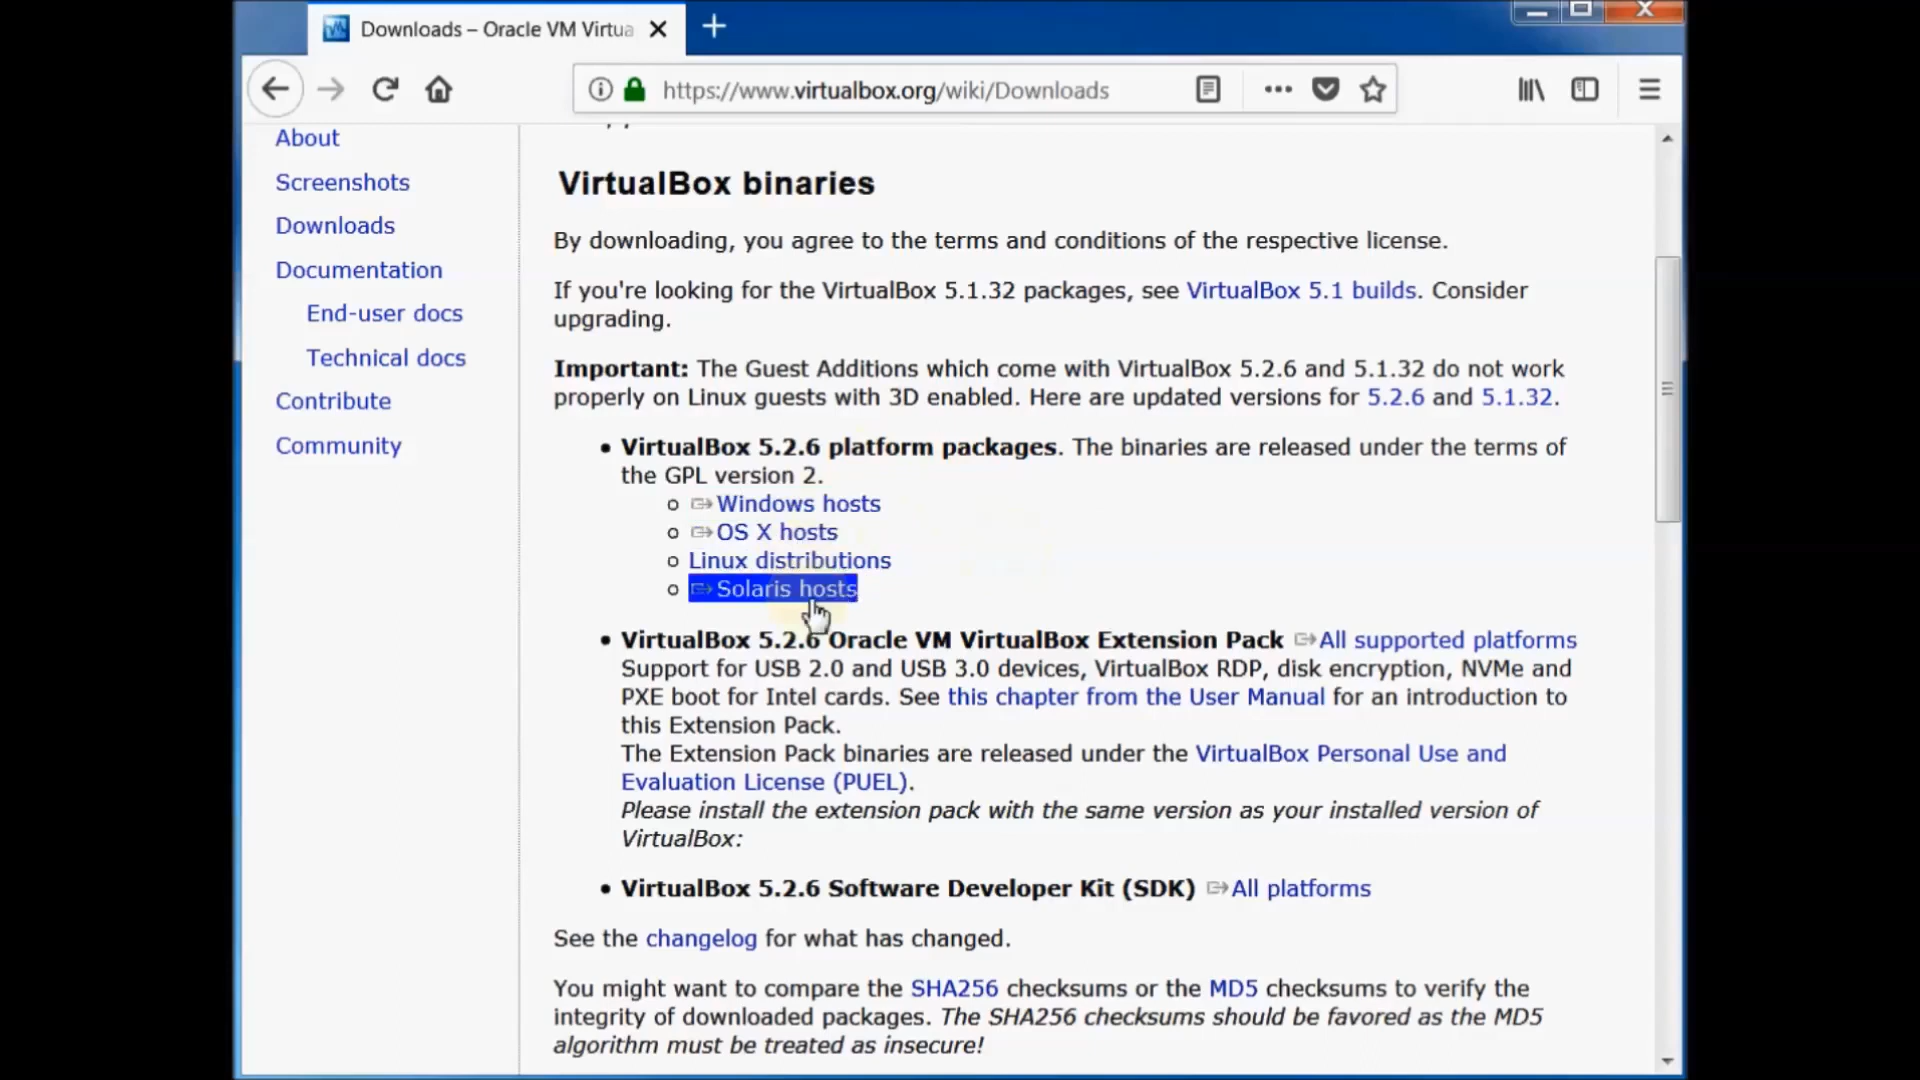 Downloads – Oracle VM Virtua
https://www.virtualbox.org/wiki/Downloads
About
Screenshots
Downloads
Documentation
End-user docs
Technical docs
Contribute
Community
VirtualBox binaries
By downloading, you agree to the terms and conditions of the respective license.
If you're looking for the VirtualBox 5.1.32 packages, see VirtualBox 5.1 builds. Consider
upgrading.
Important: The Guest Additions which come with VirtualBox 5.2.6 and 5.1.32 do not work
properly on Linux guests with 3D enabled. Here are updated versions for 5.2.6 and 5.1.32.
VirtualBox 5.2.6 platform packages. The binaries are released under the terms of
the GPL version 2.
Windows hosts
OS X hosts
Linux distributions
Solaris hosts
VirtualBox 5.2.6 Oracle VM VirtualBox Extension Pack All supported platforms
Support for USB 2.0 and USB 3.0 devices, VirtualBox RDP, disk encryption, NVMe and
PXE boot for Intel cards. See this chapter from the User Manual for an introduction to
this Extension Pack.
The Extension Pack binaries are released under the VirtualBox Personal Use and
Evaluation License (PUEL).
Please install the extension pack with the same version as your installed version of
VirtualBox:
VirtualBox 5.2.6 Software Developer Kit (SDK) All platforms
See the changelog for what has changed.
You might want to compare the SHA256 checksums or the MD5 checksums to verify the
integrity of downloaded packages. The SHA256 checksums should be favored as the MD5
algorithm must be treated as insecure!